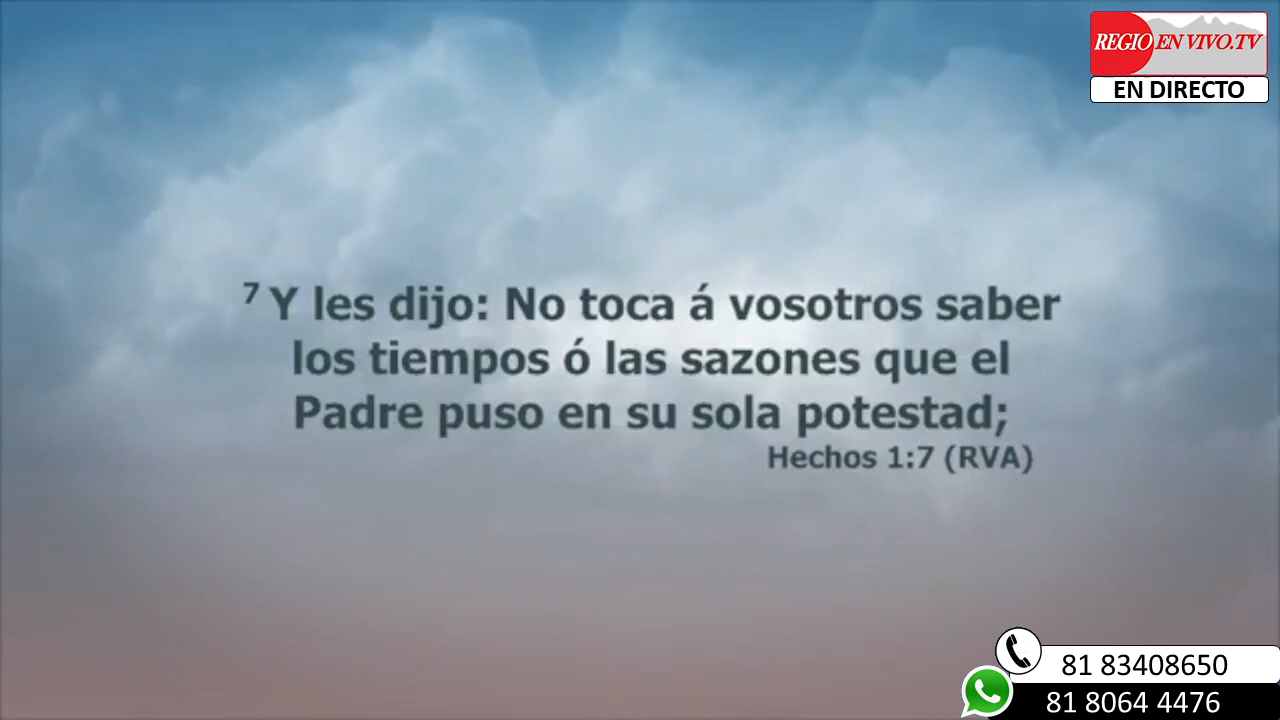 REGIO EN VIVO.TV
EN DIRECTO
7 Y les dijo: No toca á vosotros saber
los tiempos ó las sazones que el
Padre puso en su sola potestad;
Hechos 1:7 (RVA)
81 83408650
81 8064 4476